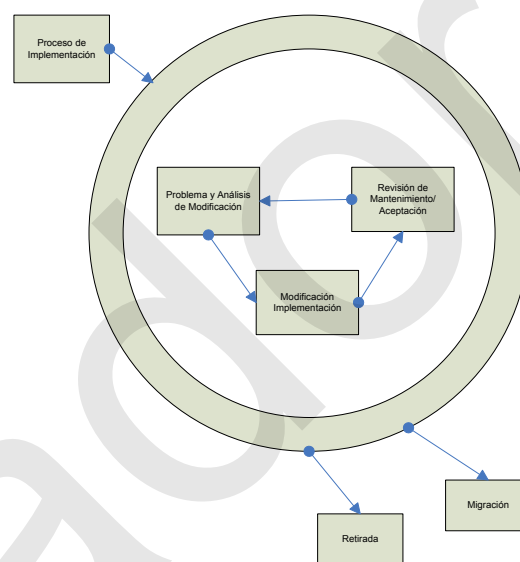 Proceso de
Implementación
Problema y Análisis
de Modificación
Revisión de
Mantenimiento/
Aceptación
Modificación
Implementación
Migración
Retirada